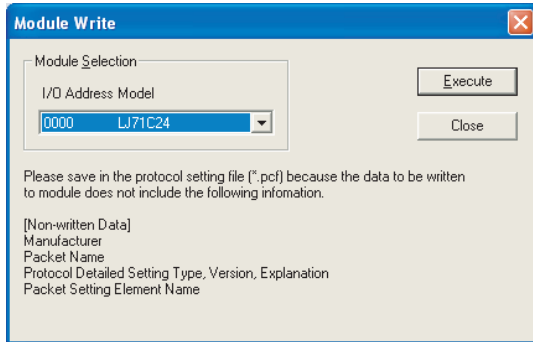 Module Write
Module Selection
I/O Address Model
0000 LJ71C24
Execute
Close
Please save in the protocol setting file (*.pcf) because the data to be written
to module does not include the following infomation.
[Non-written Data]
Manufacturer
Packet Name
Protocol Detailed Setting Type, Version, Explanation
Packet Setting Element Name